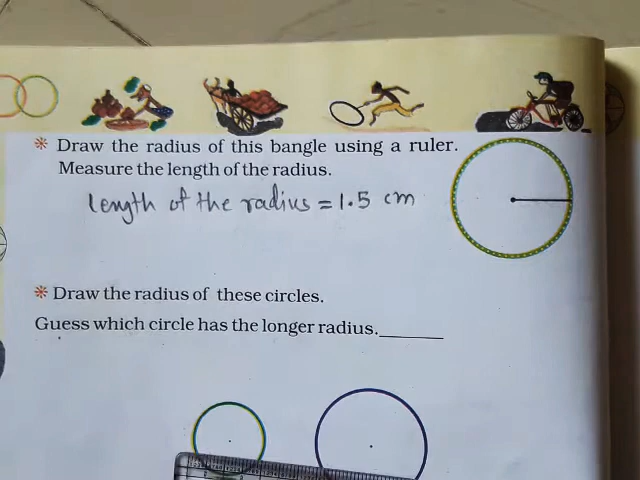 * Draw the radius of this bangle using a ruler.
Measure the length of the radius.
length of the radius = 1.5 cm
* Draw the radius of these circles.
Guess which circle has the longer radius.______